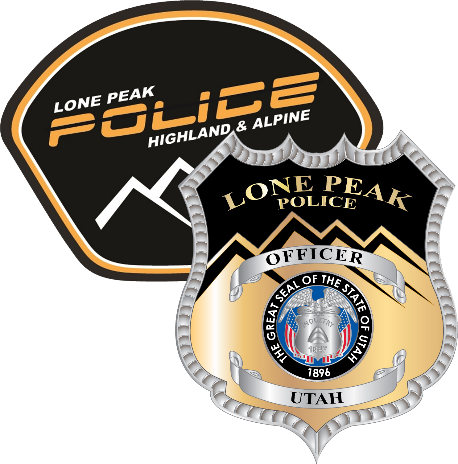 LONE PEAK
POLICE
HIGHLAND & ALPINE
LONE PEAK
POLICE
OFFICER
THE GREAT SEAL OF THE STATE OF UTAH
INDUSTRY
1896
UTAH